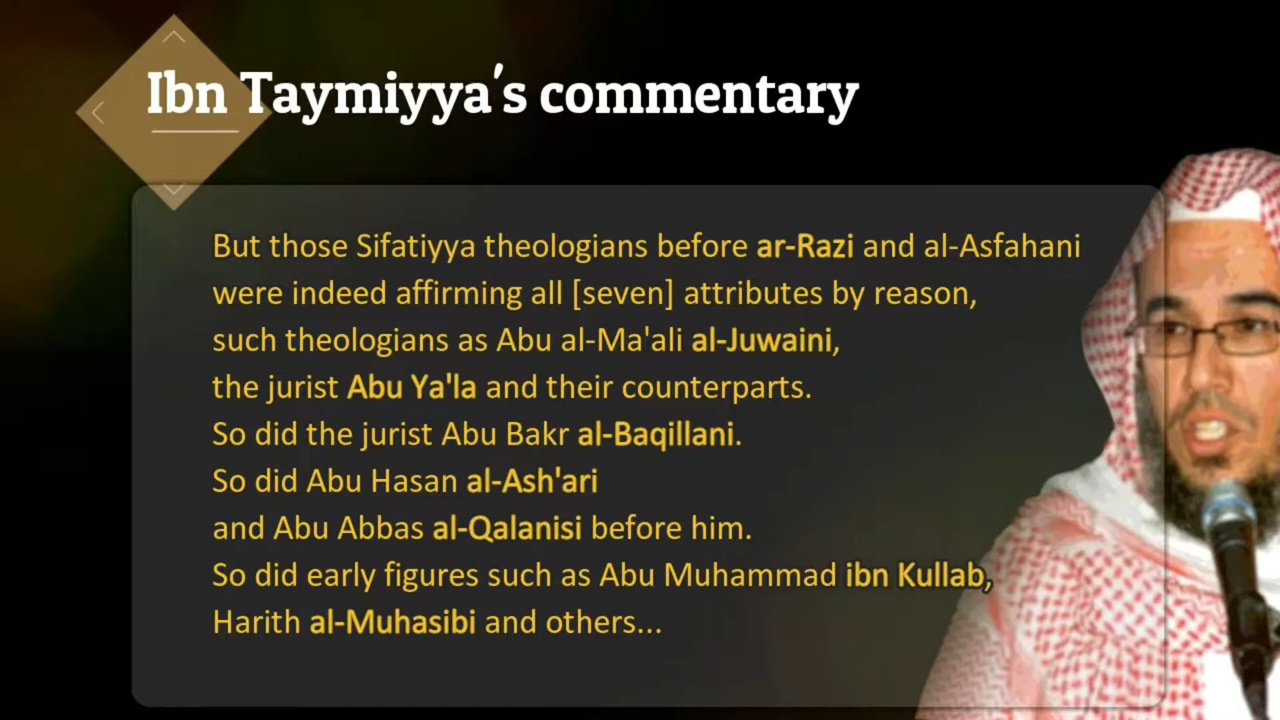 Ibn Taymiyya's commentary
But those Sifatiyya theologians before ar-Razi and al-Asfahani
were indeed affirming all [seven] attributes by reason,
such theologians as Abu al-Ma'ali al-Juwaini,
the jurist Abu Ya'la and their counterparts.
So did the jurist Abu Bakr al-Baqillani.
So did Abu Hasan al-Ash'ari
and Abu Abbas al-Qalanisi before him.
So did early figures such as Abu Muhammad ibn Kullab,
Harith al-Muhasibi and others...